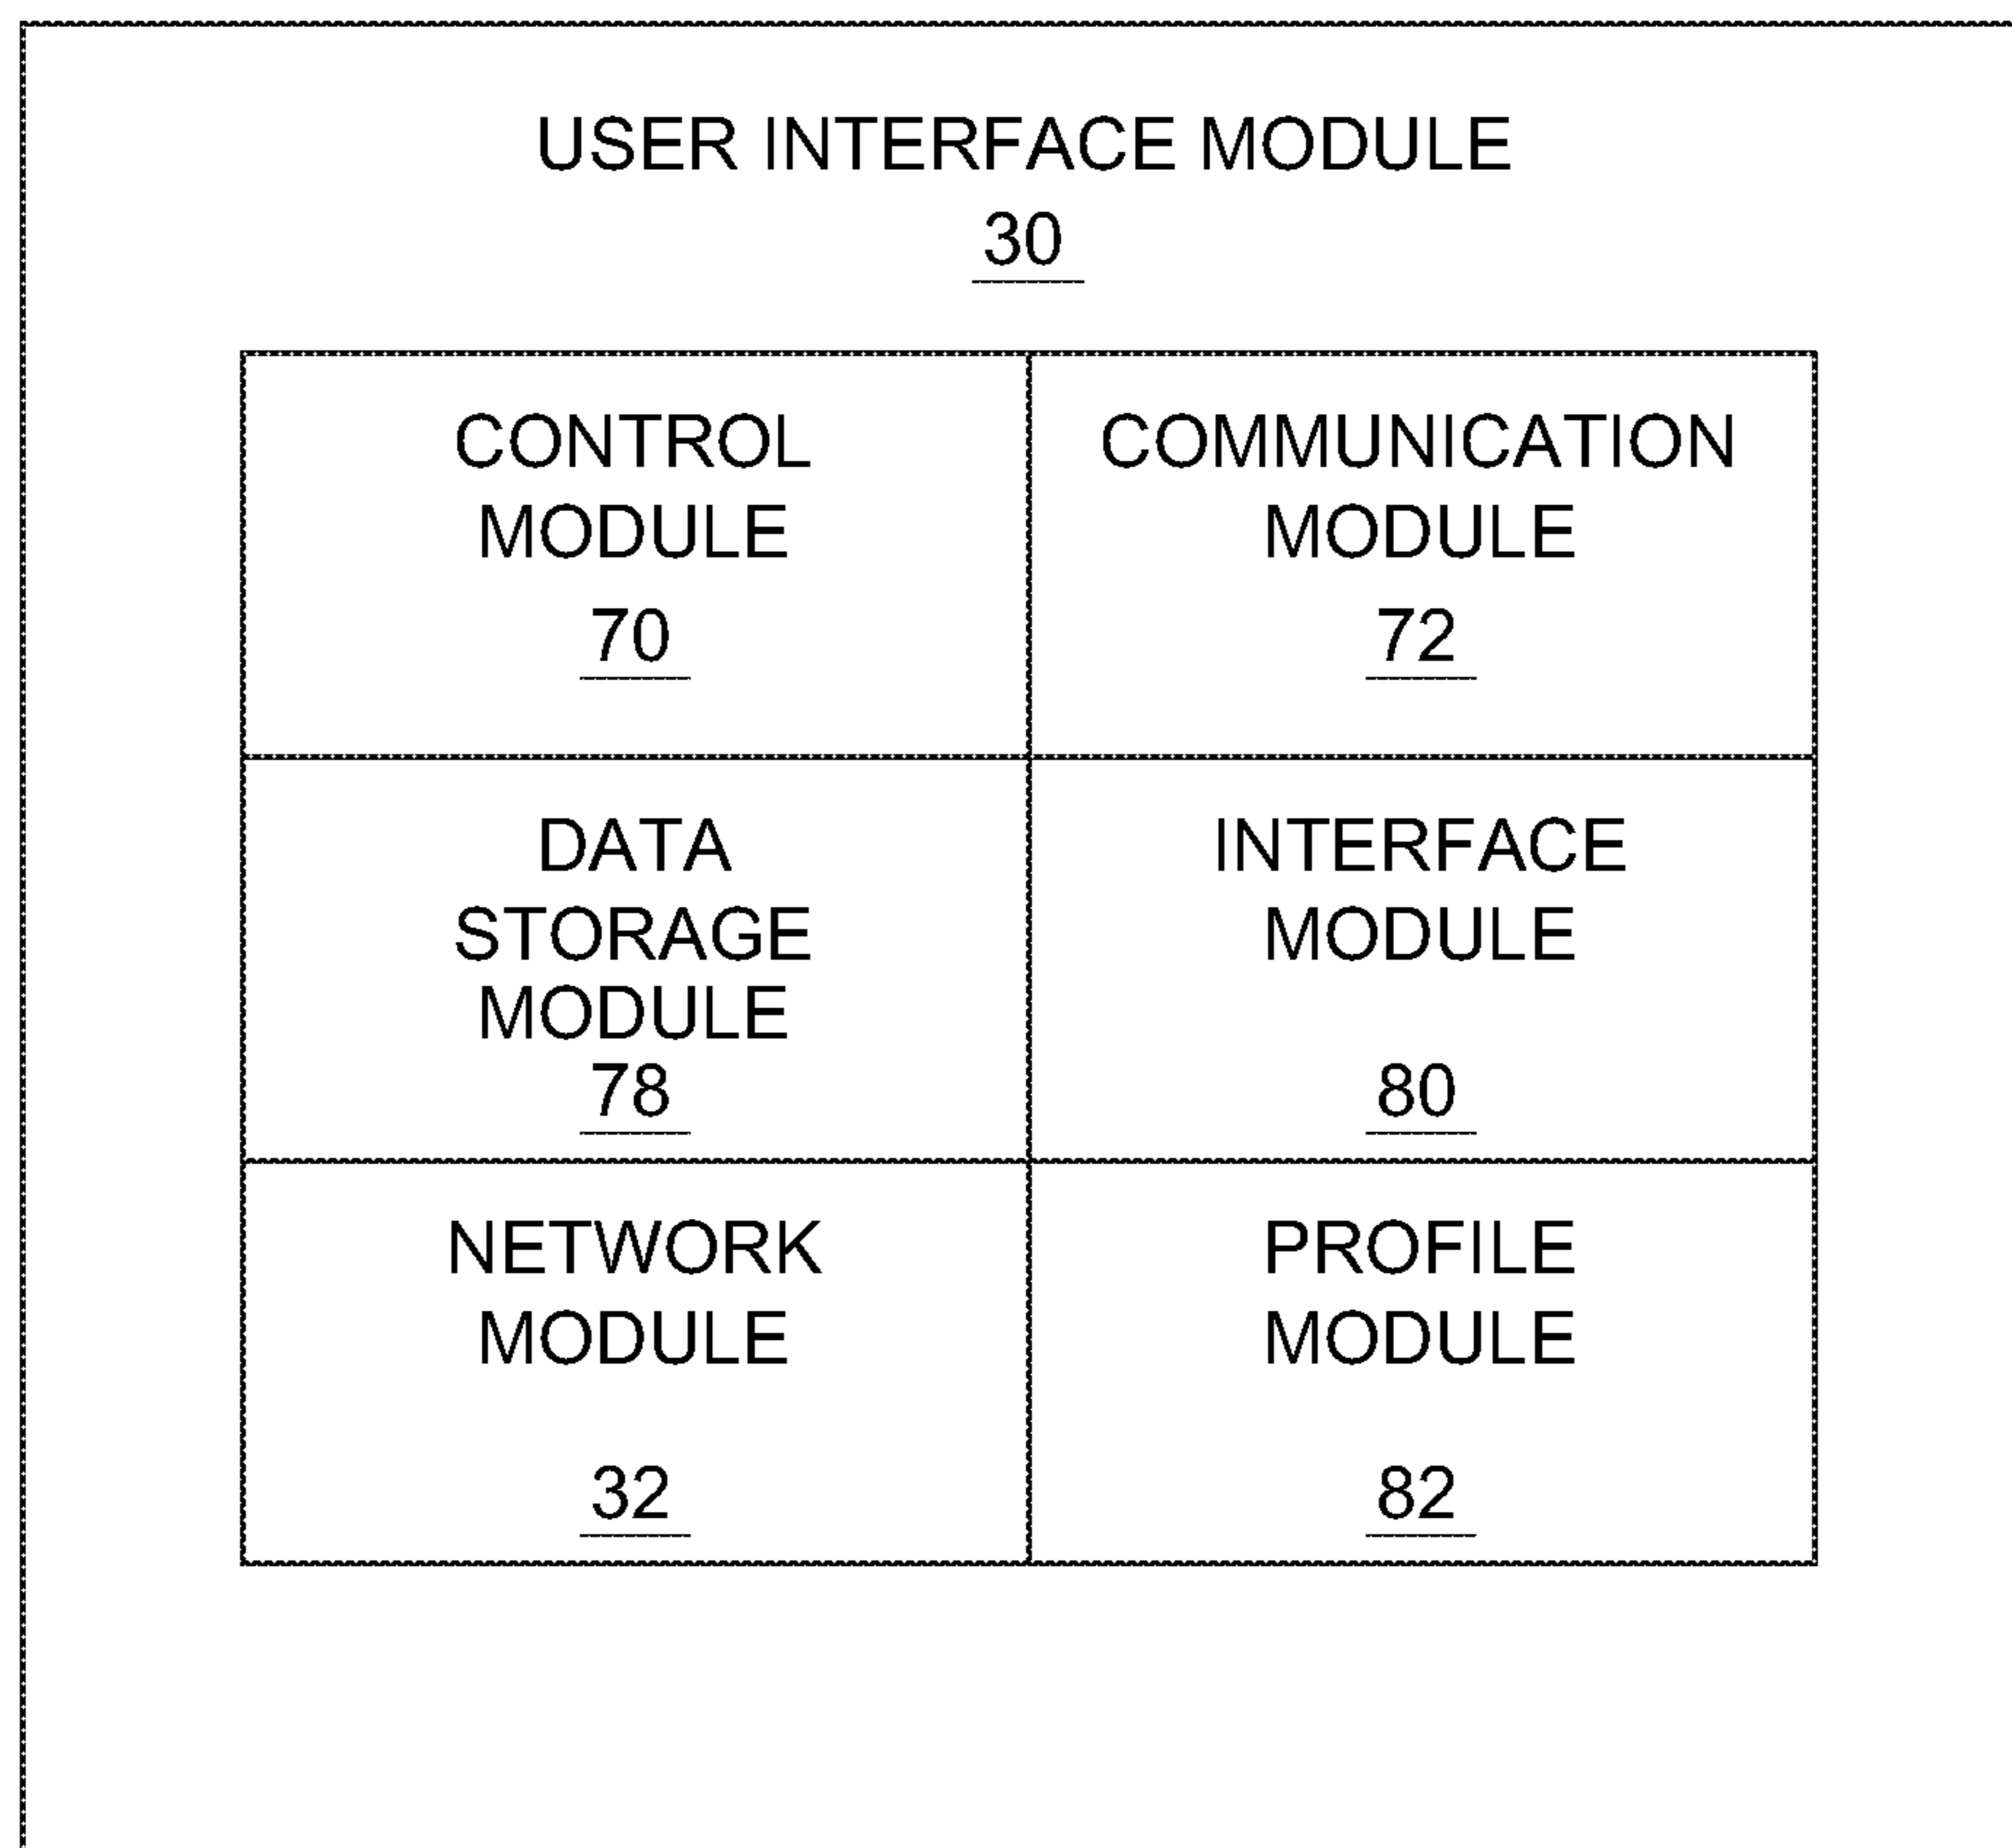 USER INTERFACE MODULE
30
CONTROL
MODULE
70
COMMUNICATION
MODULE
72
DATA
STORAGE
MODULE
78
INTERFACE
MODULE
80
NETWORK
MODULE
32
PROFILE
MODULE
82